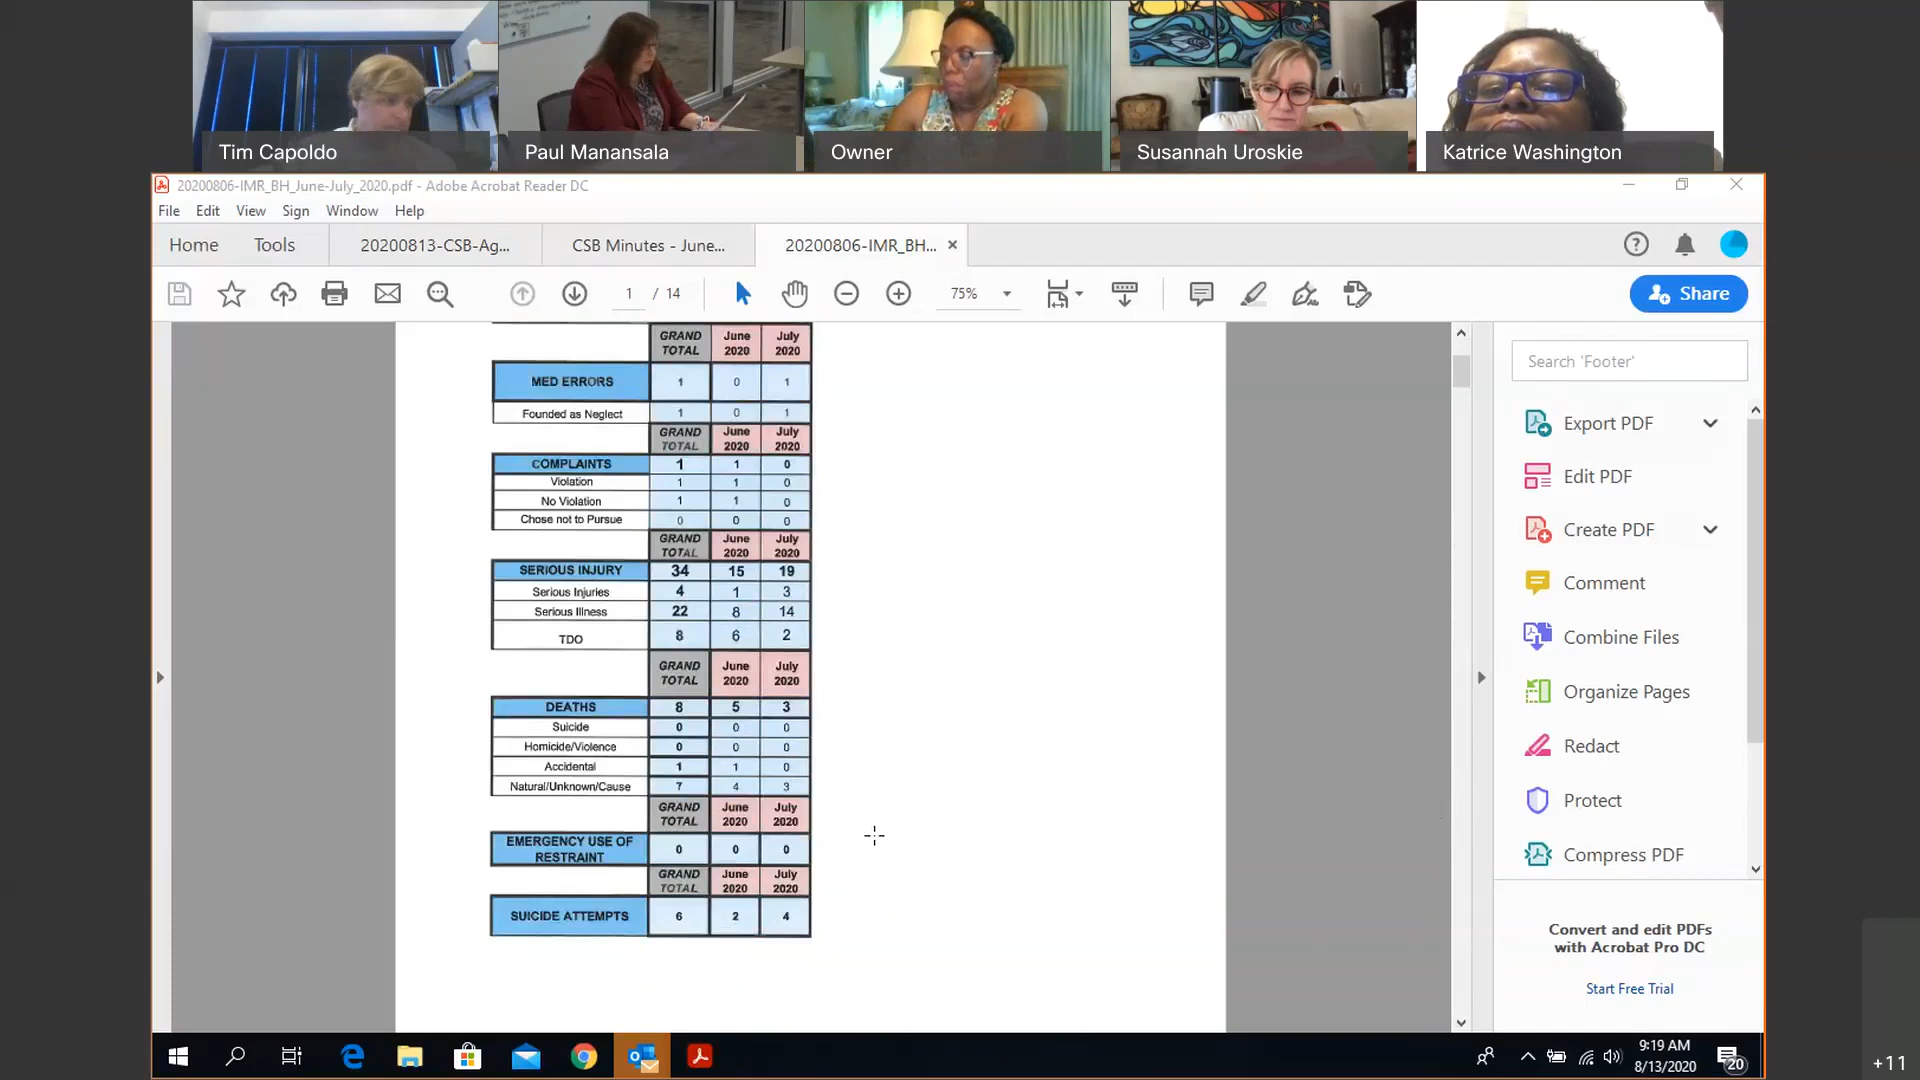 Tim Capoldo
Paul Manansala
Owner
Susannah Uroskie
Katrice Washington
20200806-IMR_BH_June-July_2020.pdf - Adobe Acrobat Reader DC
File Edit View Sign Window Help
Home Tools 20200813-CSB-Ag... CSB Minutes - June... 20200806-IMR_BH...
1 / 14 75% Share
GRAND TOTAL June 2020 July 2020
MED ERRORS 1 0 1
Founded as Neglect 1 0 1
GRAND TOTAL June 2020 July 2020
COMPLAINTS 1 1 0
Violation 1 1 0
No Violation 1 1 0
Chose not to Pursue 0 0 0
GRAND TOTAL June 2020 July 2020
SERIOUS INJURY 34 15 19
Serious Injuries 4 1 3
Serious Illness 22 8 14
TDO 8 6 2
GRAND TOTAL June 2020 July 2020
DEATHS 8 5 3
Suicide 0 0 0
Homicide/Violence 0 0 0
Accidental 1 1 0
Natural/Unknown/Cause 7 4 3
GRAND TOTAL June 2020 July 2020
EMERGENCY USE OF RESTRAINT 0 0 0
GRAND TOTAL June 2020 July 2020
SUICIDE ATTEMPTS 6 2 4
Search 'Footer'
Export PDF
Edit PDF
Create PDF
Comment
Combine Files
Organize Pages
Redact
Protect
Compress PDF
Convert and edit PDFs
with Acrobat Pro DC
Start Free Trial
9:19 AM
8/13/2020
20
+11